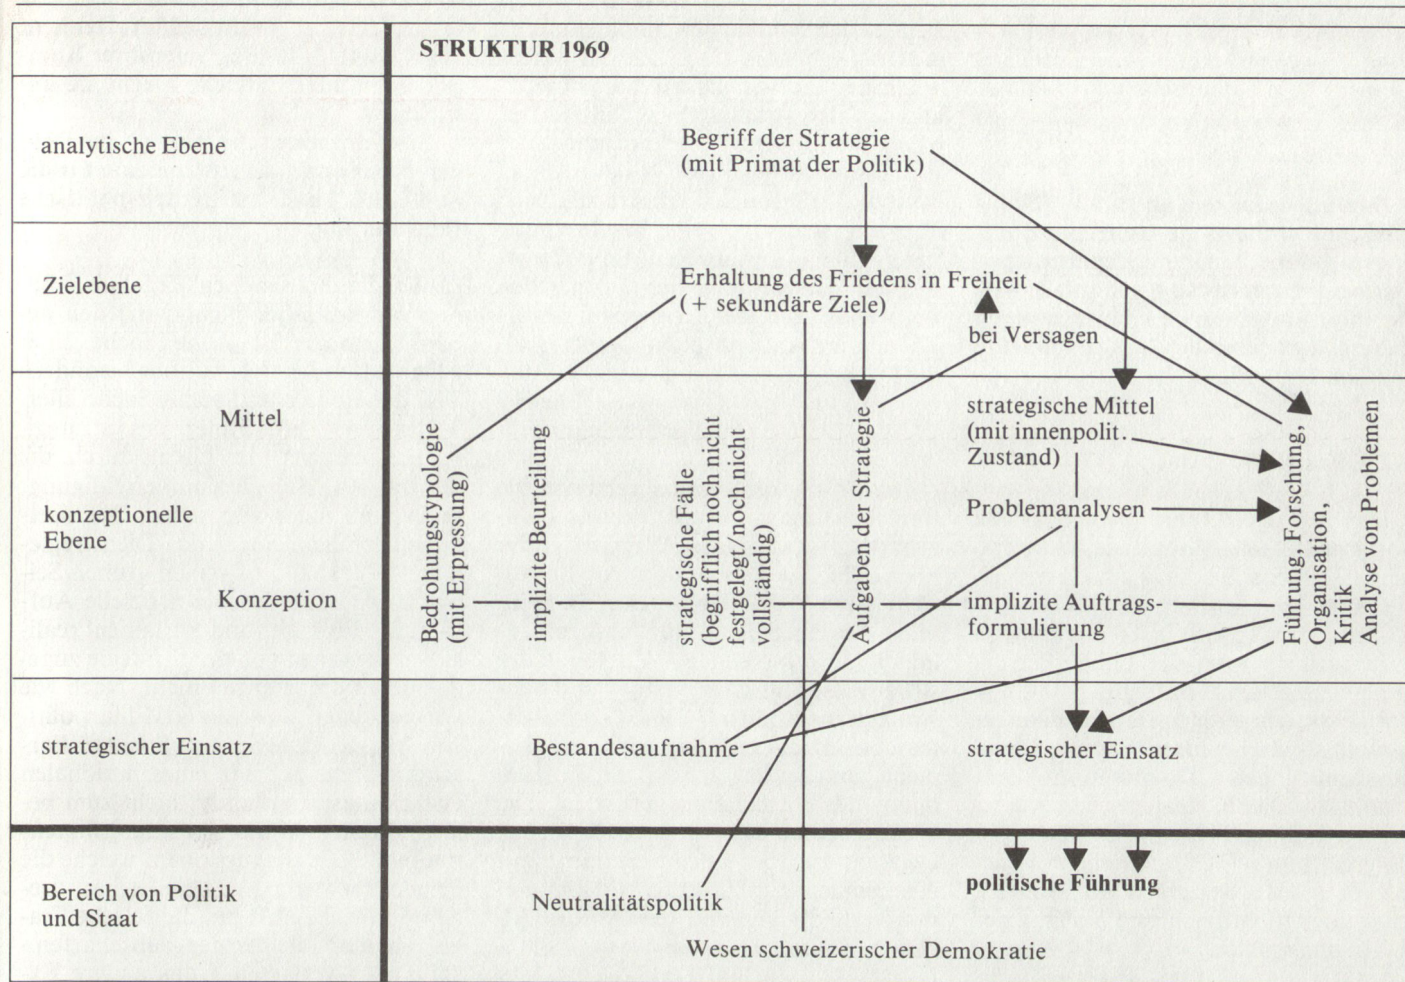 STRUKTUR 1969
analytische Ebene
Begriff der Strategie
(mit Primat der Politik)
Zielebene
Erhaltung des Friedens in Freiheit
(+ sekundäre Ziele)
bei Versagen
Mittel
konzeptionelle
Ebene
Konzeption
Bedrohungstypologie
(mit Erpressung)
implizite Beurteilung
strategische Fälle
(begrifflich noch nicht
festgelegt/noch nicht
vollständig)
Aufgaben der Strategie
strategische Mittel
(mit innenpolit.
Zustand)
Problemanalysen
implizite Auftrags-
formulierung
Führung, Forschung,
Organisation,
Kritik
Analyse von Problemen
strategischer Einsatz
Bestandesaufnahme
strategischer Einsatz
Bereich von Politik
und Staat
politische Führung
Neutralitätspolitik
Wesen schweizerischer Demokratie